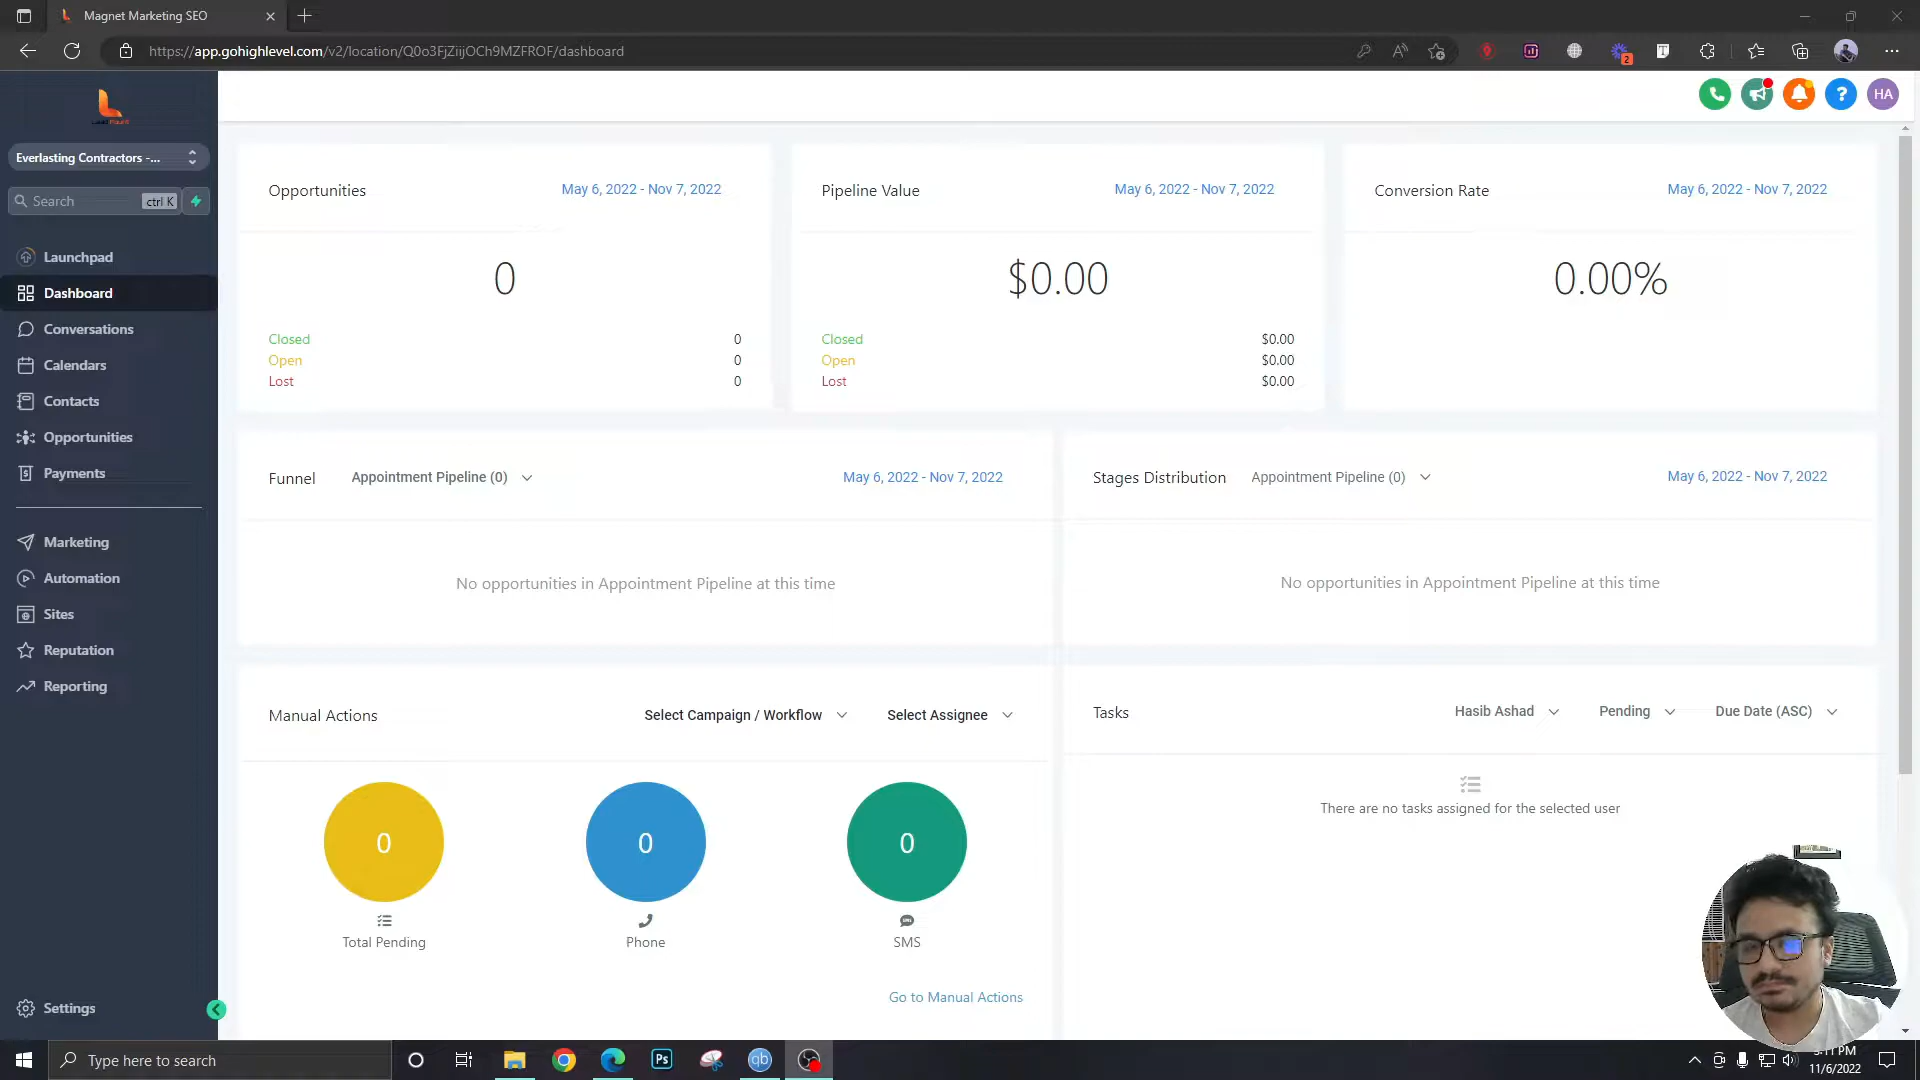 Magnet Marketing SEO
https://app.gohighlevel.com/v2/location/Q0o3FjZiijOCh9MZFROF/dashboard
2
HA
Everlasting Contractors -...
Search ctrl K
Launchpad
Dashboard
Conversations
Calendars
Contacts
Opportunities
Payments
Marketing
Automation
Sites
Reputation
Reporting
Settings
Opportunities May 6, 2022 - Nov 7, 2022
0
Closed 0
Open 0
Lost 0
Pipeline Value May 6, 2022 - Nov 7, 2022
$0.00
Closed $0.00
Open $0.00
Lost $0.00
Conversion Rate May 6, 2022 - Nov 7, 2022
0.00%
Funnel Appointment Pipeline (0) May 6, 2022 - Nov 7, 2022
No opportunities in Appointment Pipeline at this time
Stages Distribution Appointment Pipeline (0) May 6, 2022 - Nov 7, 2022
No opportunities in Appointment Pipeline at this time
Manual Actions Select Campaign / Workflow Select Assignee
0 0 0
Total Pending Phone SMS
Go to Manual Actions
Tasks Hasib Ashad Pending Due Date (ASC)
There are no tasks assigned for the selected user
Type here to search
Ps
qb
PM
11/6/2022